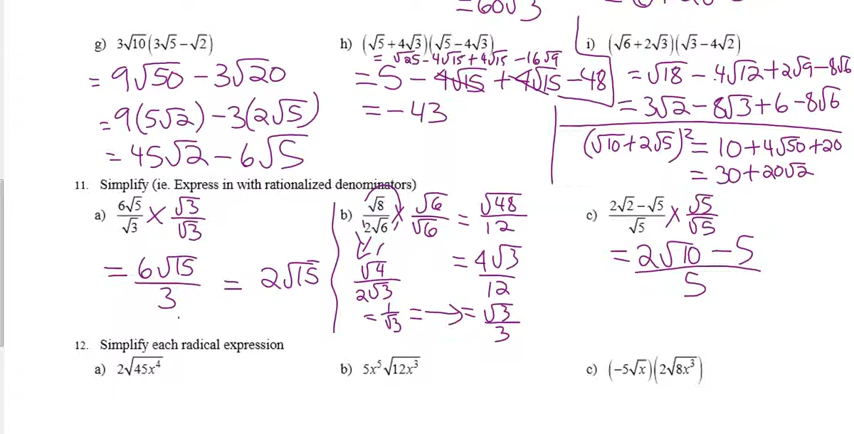 = 60√3
g) 3√10(3√5 − √2)
= 9√50 − 3√20
= 9(5√2) − 3(2√5)
= 45√2 − 6√5
h) (√5 + 4√3)(√5 − 4√3)
= √25 − 4√15 + 4√15 − 16√9
= 5 − 4√15 + 4√15 − 48
= −43
i) (√6 + 2√3)(√3 − 4√2)
= √18 − 4√12 + 2√9 − 8√6
= 3√2 − 8√3 + 6 − 8√6
(√10 + 2√5)² = 10 + 4√50 + 20
= 30 + 20√2
11. Simplify (ie. Express in with rationalized denominators)
a) 6√5/√3 × √3/√3
= 6√15/3 = 2√15
b) √8/2√6 × √6/√6 = √48/12
√4/2√3 = 4√3/12
= 1/√3 = → = √3/3
c) (2√2 − √5)/√5 × √5/√5
= (2√10 − 5)/5
12. Simplify each radical expression
a) 2√45x⁴
b) 5x⁵√12x³
c) (−5√x)(2√8x³)